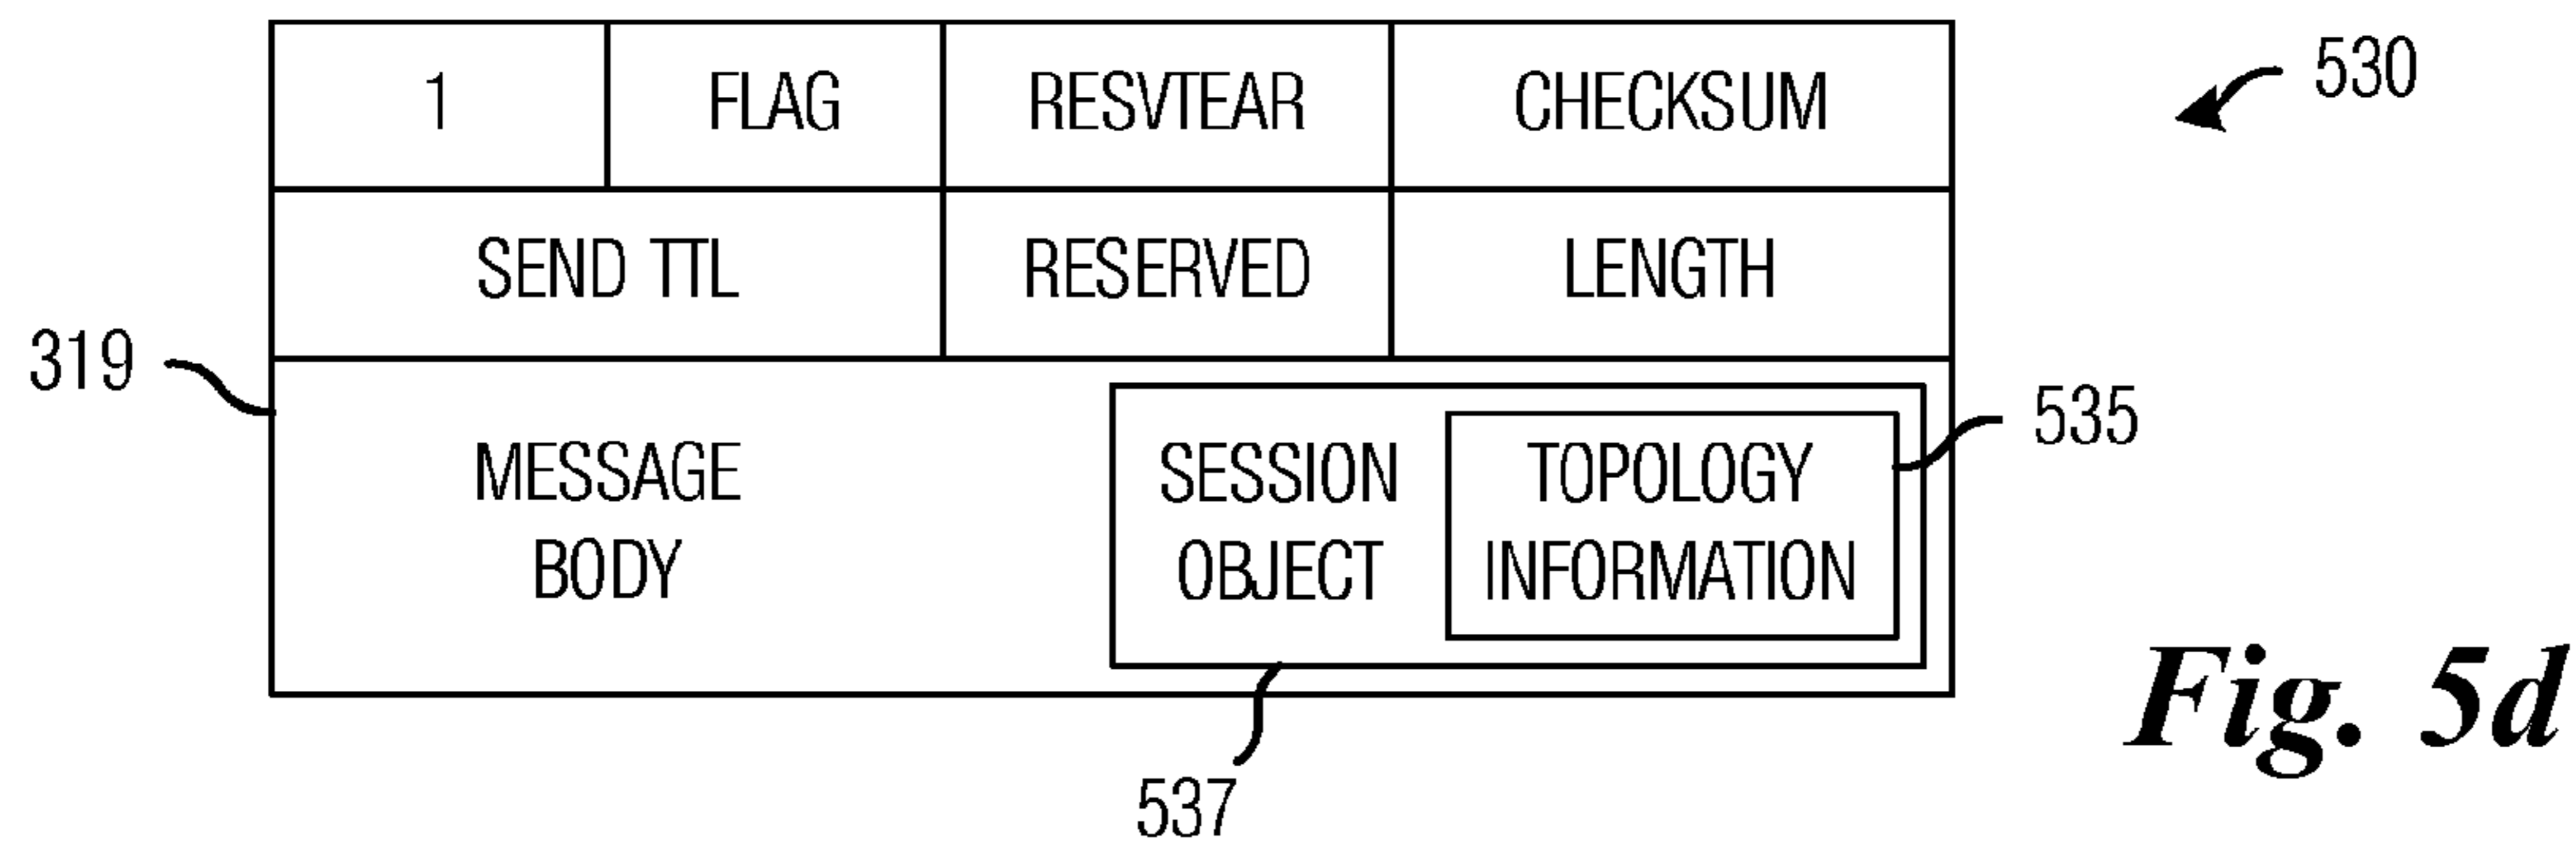 1 FLAG RESVTEAR CHECKSUM
530
SEND TTL RESERVED LENGTH
319
535
MESSAGE
BODY
SESSION
OBJECT
TOPOLOGY
INFORMATION
537
Fig. 5d